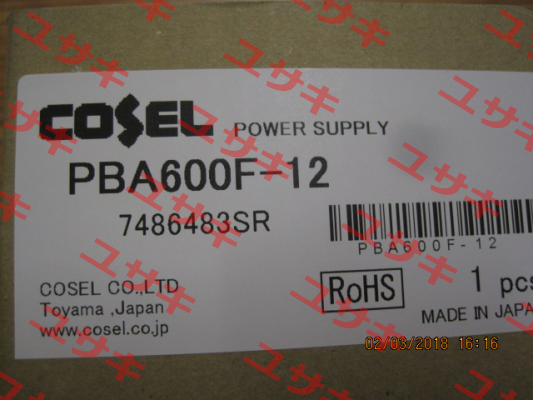 COSEL POWER SUPPLY
PBA600F-12
7486483SR
PBA600F-12
COSEL CO.,LTD
Toyama ,Japan
www.cosel.co.jp
RoHS
1 pcs
MADE IN JAPA
02/03/2018 16:16
ユサキ